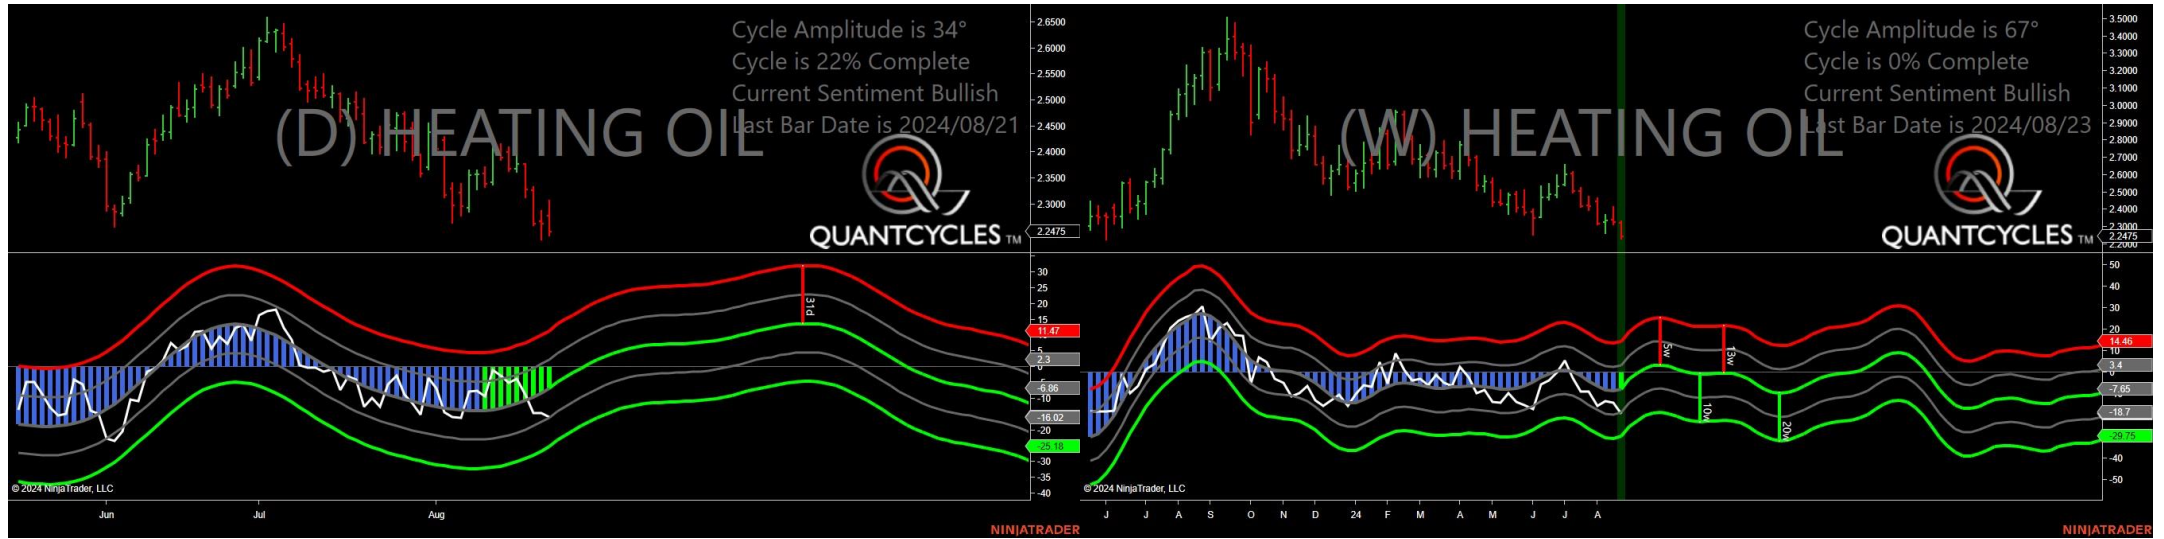 Cycle Amplitude is 34°
Cycle is 22% Complete
Current Sentiment Bullish
Last Bar Date is 2024/08/21
(D) HEATING OIL
QUANTCYCLES TM
2.6500
2.6000
2.5500
2.5000
2.4500
2.4000
2.3500
2.3000
2.2475
31d
30
25
20
15
11.47
5
2.3
0
-6.86
-10
-16.02
-20
-25.18
-30
-35
-40
© 2024 NinjaTrader, LLC
Jun Jul Aug
NINJATRADER
Cycle Amplitude is 67°
Cycle is 0% Complete
Current Sentiment Bullish
Last Bar Date is 2024/08/23
(W) HEATING OIL
QUANTCYCLES TM
3.5000
3.4000
3.3000
3.2000
3.1000
3.0000
2.9000
2.8000
2.7000
2.6000
2.5000
2.4000
2.3000
2.2475
2.2000
5w
13w
10w
20w
50
40
30
20
14.46
10
3.4
0
-7.65
-18.7
-29.75
-40
-50
© 2024 NinjaTrader, LLC
J J A S O N D 24 F M A M J J A
NINJATRADER